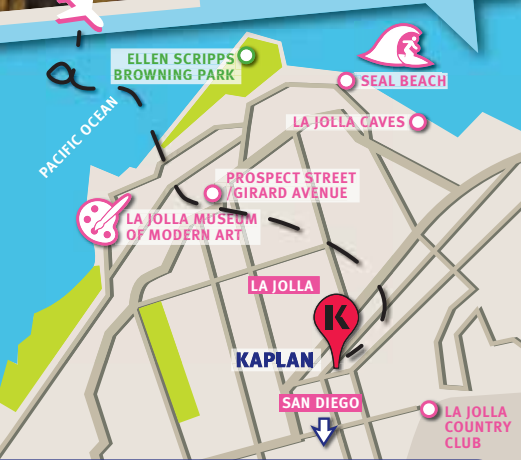 ELLEN SCRIPPS
BROWNING PARK
SEAL BEACH
PACIFIC OCEAN
LA JOLLA CAVES
PROSPECT STREET
/GIRARD AVENUE
LA JOLLA MUSEUM
OF MODERN ART
LA JOLLA
K
KAPLAN
SAN DIEGO
LA JOLLA
COUNTRY
CLUB